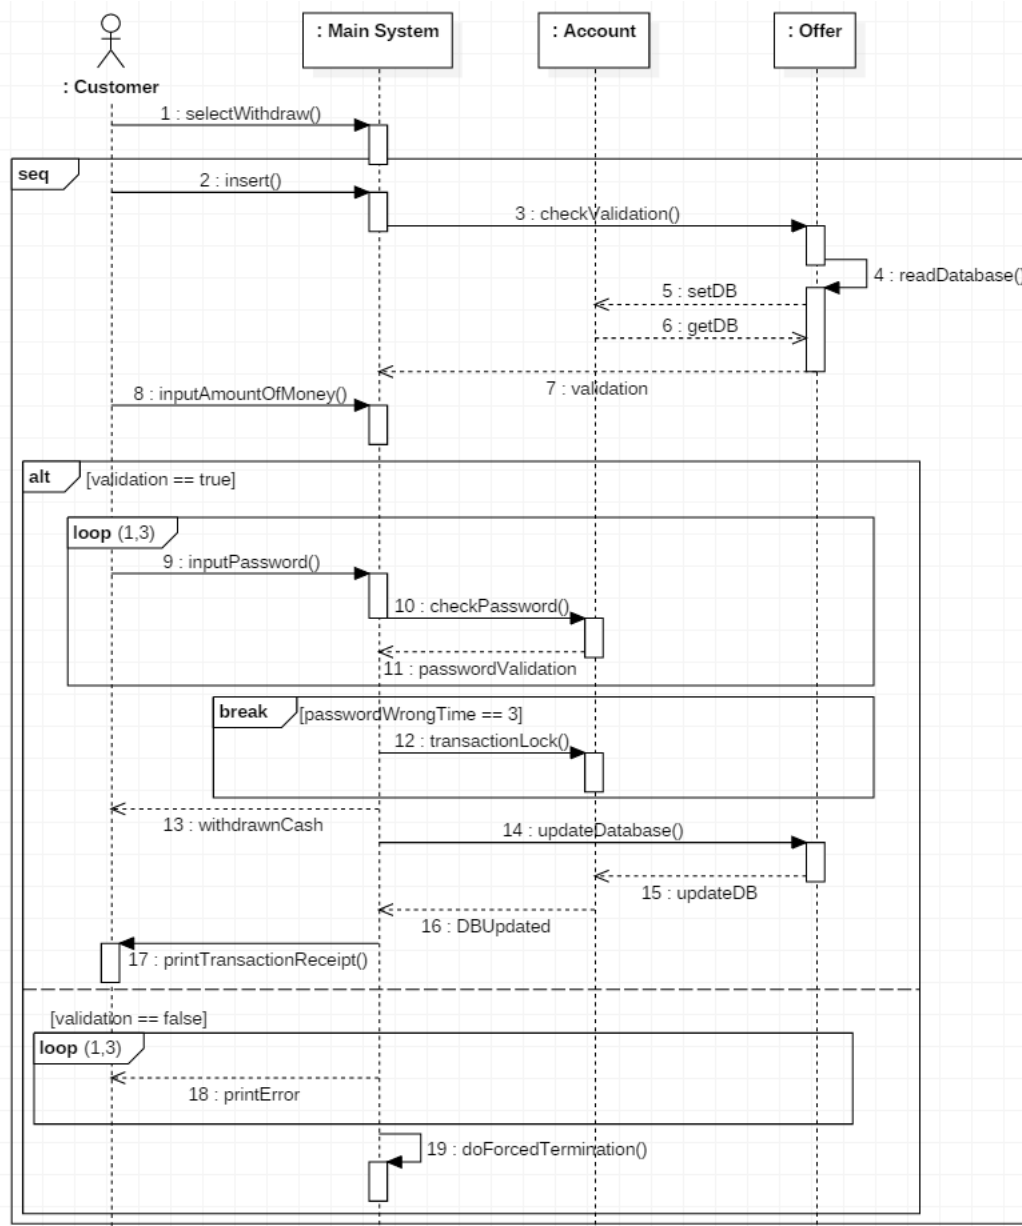 : Main System
: Account
: Offer
: Customer
1 : selectWithdraw()
seq
2 : insert()
3 : checkValidation()
4 : readDatabase()
5 : setDB
6 : getDB
7 : validation
8 : inputAmountOfMoney()
alt [validation == true]
loop (1,3)
9 : inputPassword()
10 : checkPassword()
11 : passwordValidation
break [passwordWrongTime == 3]
12 : transactionLock()
13 : withdrawnCash
14 : updateDatabase()
15 : updateDB
16 : DBUpdated
17 : printTransactionReceipt()
[validation == false]
loop (1,3)
18 : printError
19 : doForcedTermination()